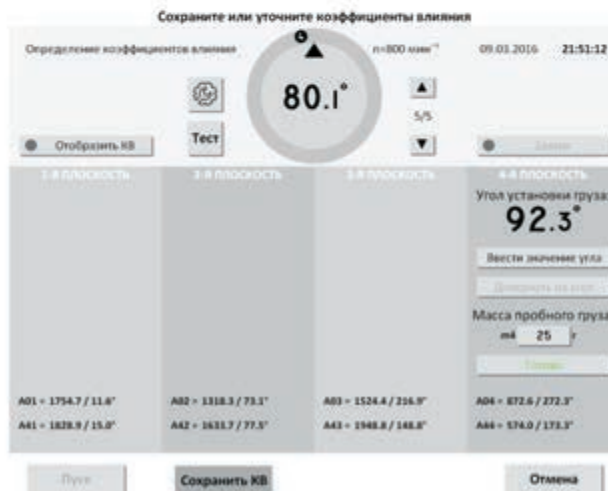 Сохраните или уточните коэффициенты влияния
Определение коэффициентов влияния
n=800 мин⁻¹
09.03.2016 21:51:12
80.1°
5/5
Тест
Отобразить КВ
1-я ПЛОСКОСТЬ
2-я ПЛОСКОСТЬ
3-я ПЛОСКОСТЬ
4-я ПЛОСКОСТЬ
Угол установки груза:
92.3°
Ввести значение угла
Масса пробного груза
m4 25 г
Готово
A01 = 1754.7 / 11.6°
A02 = 1318.3 / 73.1°
A03 = 1524.4 / 216.9°
A04 = 872.6 / 272.3°
A41 = 1828.9 / 15.0°
A42 = 1633.7 / 77.5°
A43 = 1948.8 / 148.8°
A44 = 574.0 / 173.3°
Пуск
Сохранить КВ
Отмена